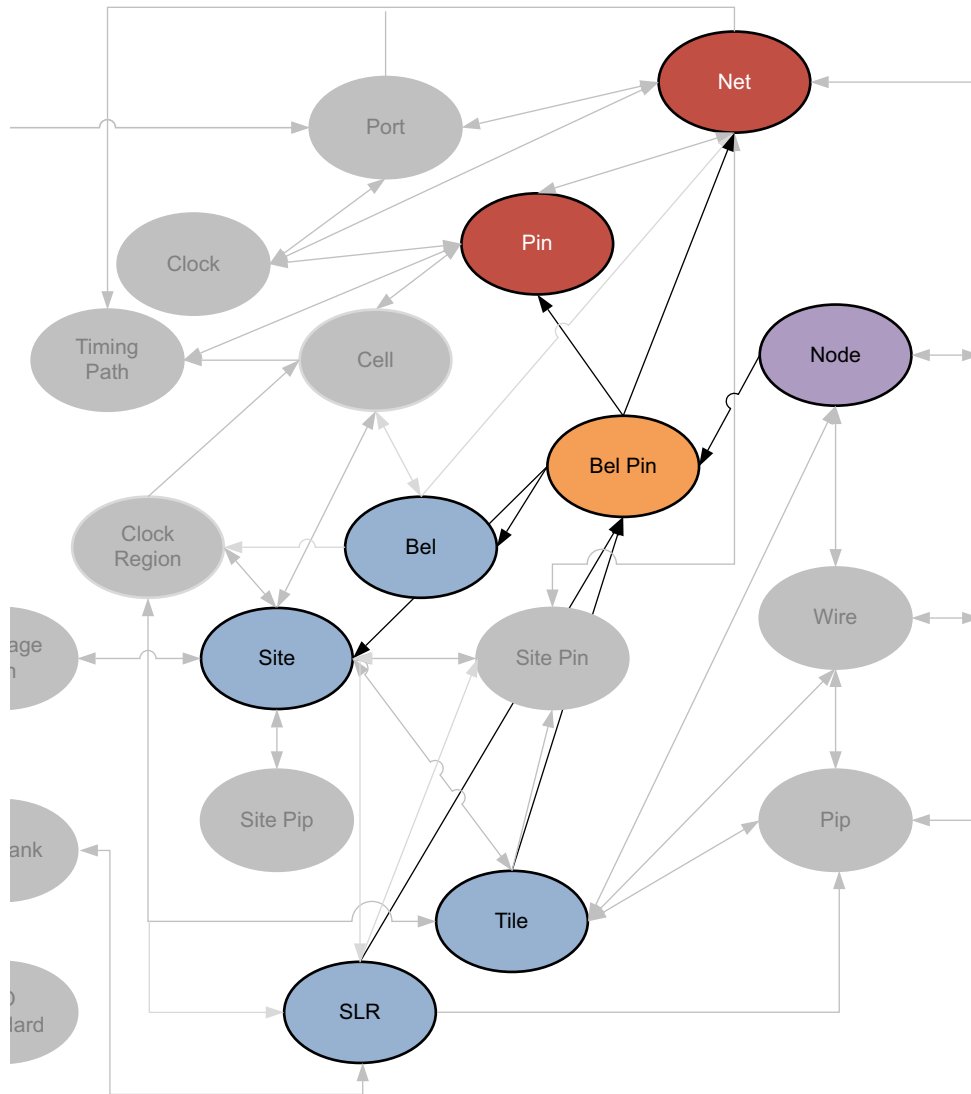 Net
Port
Pin
Clock
Timing
Path
Cell
Node
Bel Pin
Clock
Region
Bel
Wire
Site
Site Pin
Site Pip
Pip
Tile
SLR